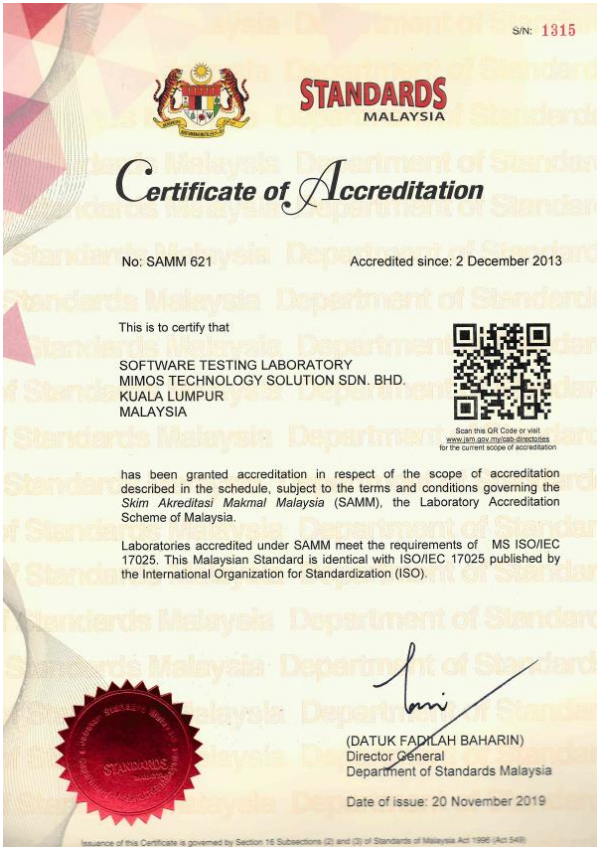 S/N: 1315
STANDARDS
MALAYSIA
Certificate of Accreditation
No: SAMM 621
Accredited since: 2 December 2013
This is to certify that
SOFTWARE TESTING LABORATORY
MIMOS TECHNOLOGY SOLUTION SDN. BHD.
KUALA LUMPUR
MALAYSIA
Scan this QR Code or visit
www.jsm.gov.my/cab-directories
for the current scope of accreditation
has been granted accreditation in respect of the scope of accreditation
described in the schedule, subject to the terms and conditions governing the
Skim Akreditasi Makmal Malaysia (SAMM), the Laboratory Accreditation
Scheme of Malaysia.
Laboratories accredited under SAMM meet the requirements of MS ISO/IEC
17025. This Malaysian Standard is identical with ISO/IEC 17025 published by
the International Organization for Standardization (ISO).
(DATUK FADILAH BAHARIN)
Director General
Department of Standards Malaysia
Date of issue: 20 November 2019
STANDARDS
MALAYSIA
Issuance of this Certificate is governed by Section 16 Subsections (2) and (3) of Standards of Malaysia Act 1996 (Act 549)